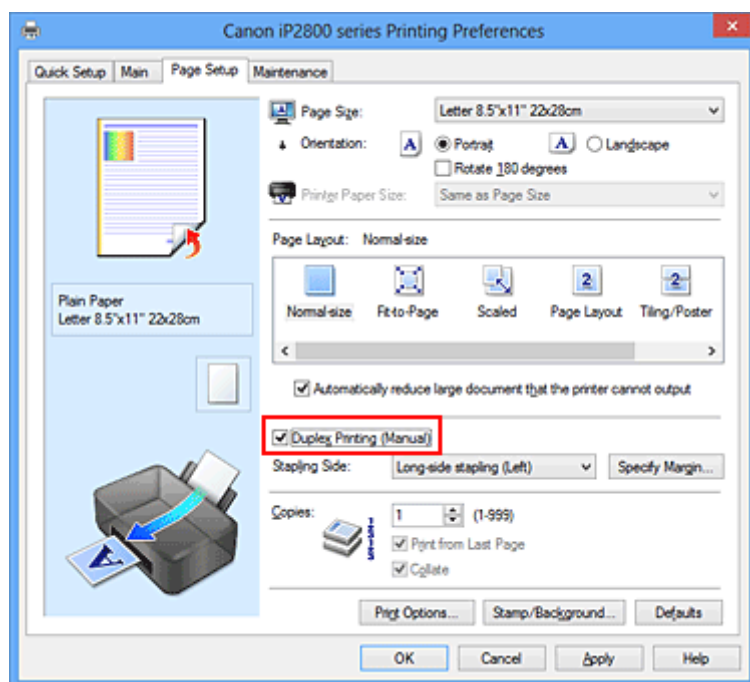 Canon iP2800 series Printing Preferences
Quick Setup Main Page Setup Maintenance
Page Size: Letter 8.5"x11" 22x28cm
Orientation: A Portrait A Landscape
Rotate 180 degrees
Printer Paper Size: Same as Page Size
Page Layout: Normal-size
Normal-size Fit-to-Page Scaled Page Layout Tiling/Poster
Plain Paper
Letter 8.5"x11" 22x28cm
Automatically reduce large document that the printer cannot output
Duplex Printing (Manual)
Stapling Side: Long-side stapling (Left) Specify Margin...
Copies: 1 (1-999)
Print from Last Page
Collate
Print Options... Stamp/Background... Defaults
OK Cancel Apply Help